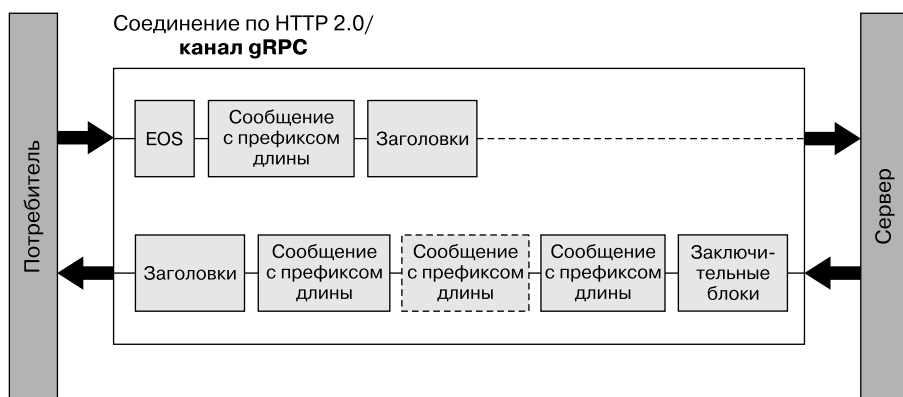 Соединение по HTTP 2.0/
канал gRPC
Потребитель
EOS
Сообщение
с префиксом
длины
Заголовки
Сервер
Заголовки
Сообщение
с префиксом
длины
Сообщение
с префиксом
длины
Сообщение
с префиксом
длины
Заключи-
тельные
блоки